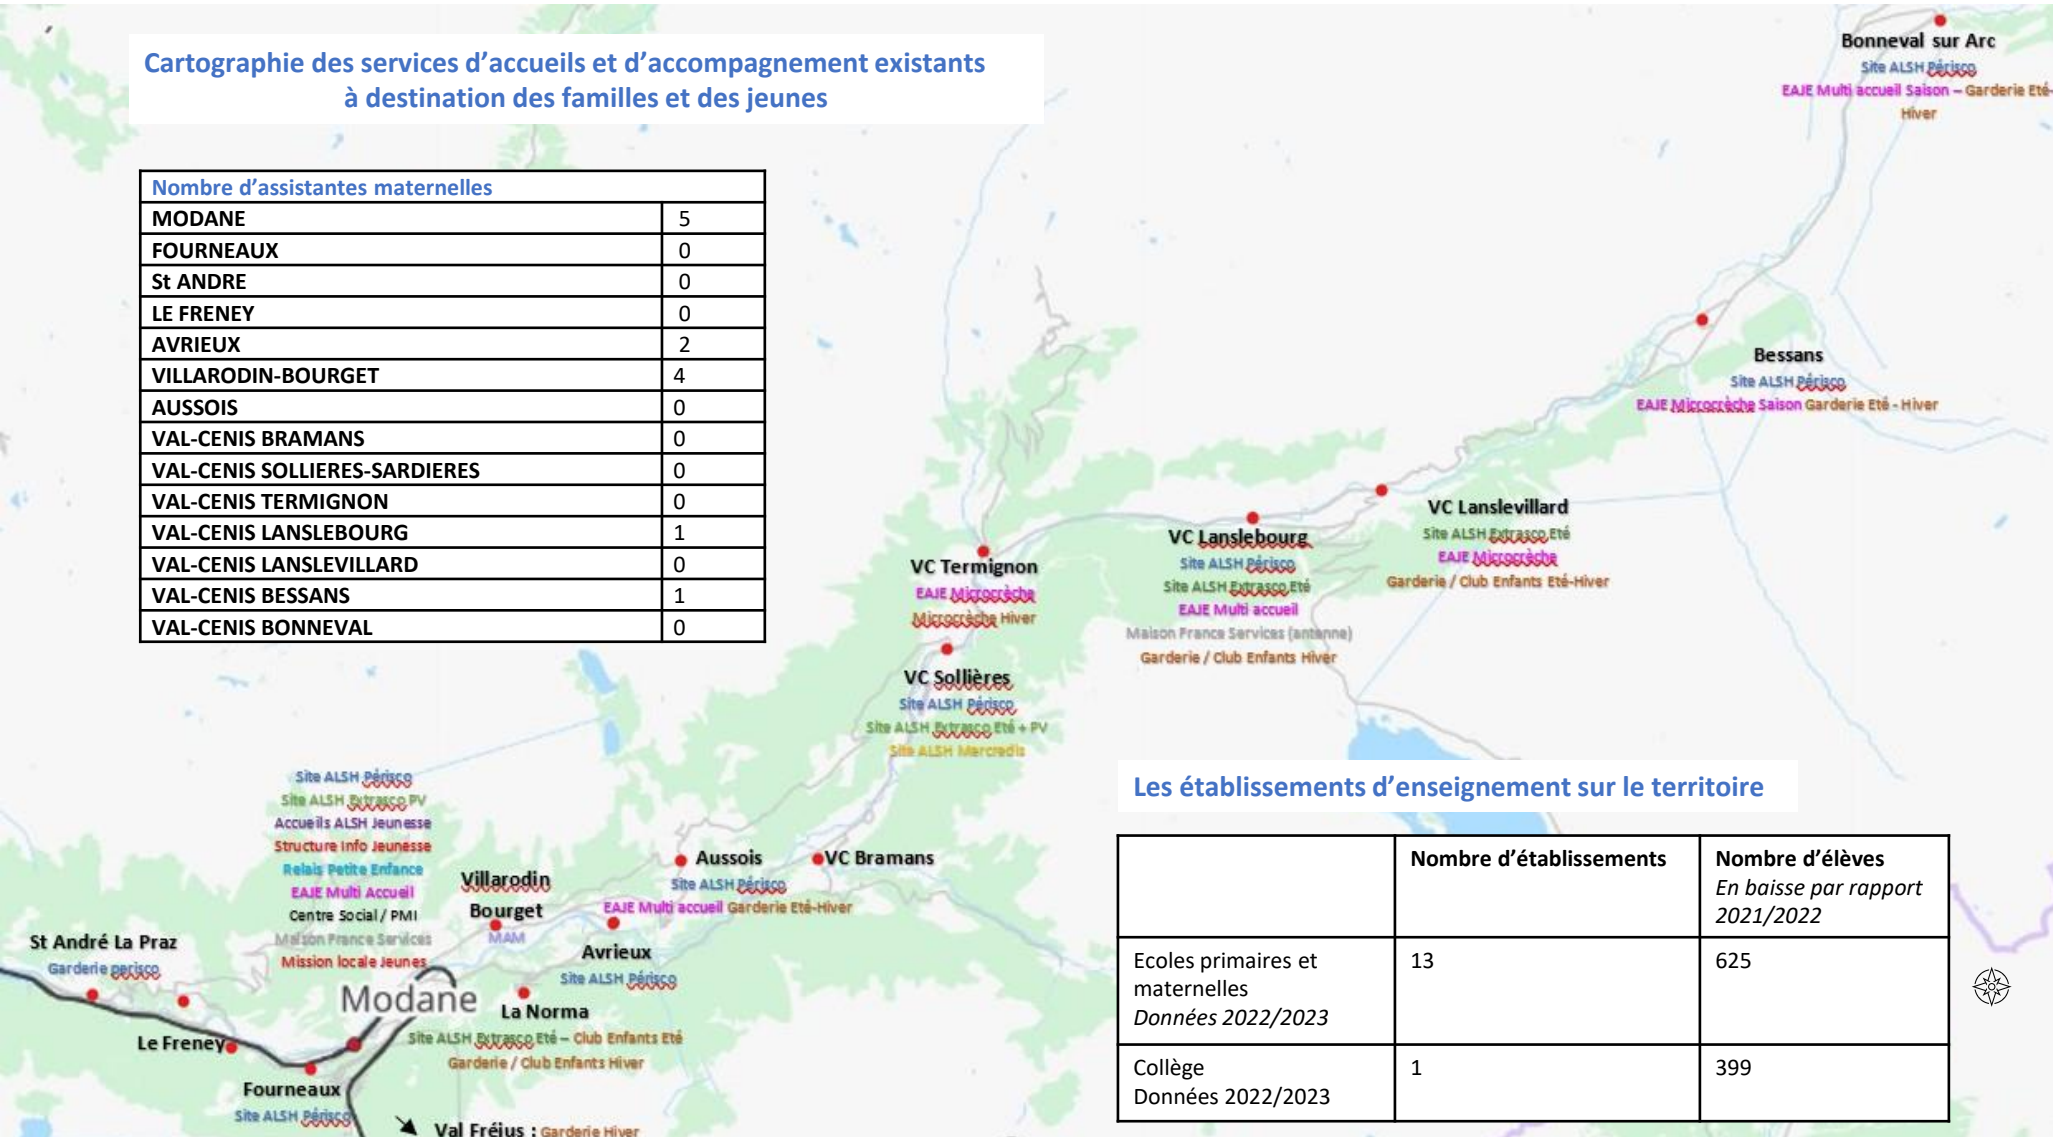 Cartographie des services d'accueils et d'accompagnement existants
à destination des familles et des jeunes
Nombre d'assistantes maternelles
MODANE 5
FOURNEAUX 0
St ANDRE 0
LE FRENEY 0
AVRIEUX 2
VILLARODIN-BOURGET 4
AUSSOIS 0
VAL-CENIS BRAMANS 0
VAL-CENIS SOLLIERES-SARDIERES 0
VAL-CENIS TERMIGNON 0
VAL-CENIS LANSLEBOURG 1
VAL-CENIS LANSLEVILLARD 0
VAL-CENIS BESSANS 1
VAL-CENIS BONNEVAL 0
Bonneval sur Arc
Site ALSH Périsco
EAJE Multi accueil Saison – Garderie Eté-
Hiver
Bessans
Site ALSH Périsco
EAJE Microcrèche Saison Garderie Eté - Hiver
VC Lanslevillard
Site ALSH Extrasco Eté
EAJE Microcrèche
Garderie / Club Enfants Eté-Hiver
VC Lanslebourg
Site ALSH Périsco
Site ALSH Extrasco Eté
EAJE Multi accueil
Maison France Services (antenne)
Garderie / Club Enfants Hiver
VC Termignon
EAJE Microcrèche
Microcrèche Hiver
VC Sollières
Site ALSH Périsco
Site ALSH Extrasco Eté + PV
Site ALSH Mercredis
Site ALSH Périsco
Site ALSH Extrasco PV
Accueils ALSH Jeunesse
Structure Info Jeunesse
Relais Petite Enfance
EAJE Multi Accueil
Centre Social / PMI
Maison France Services
Mission locale Jeunes
Modane
Villarodin
Bourget
MAM
Aussois
Site ALSH Périsco
EAJE Multi accueil Garderie Eté-Hiver
VC Bramans
Avrieux
Site ALSH Périsco
La Norma
Site ALSH Extrasco Eté – Club Enfants Eté
Garderie / Club Enfants Hiver
St André La Praz
Garderie perisco
Le Freney
Fourneaux
Site ALSH Périsco
Val Fréjus : Garderie Hiver
Les établissements d'enseignement sur le territoire
Nombre d'établissements
Nombre d'élèves
En baisse par rapport
2021/2022
Ecoles primaires et
maternelles
Données 2022/2023
13
625
Collège
Données 2022/2023
1
399